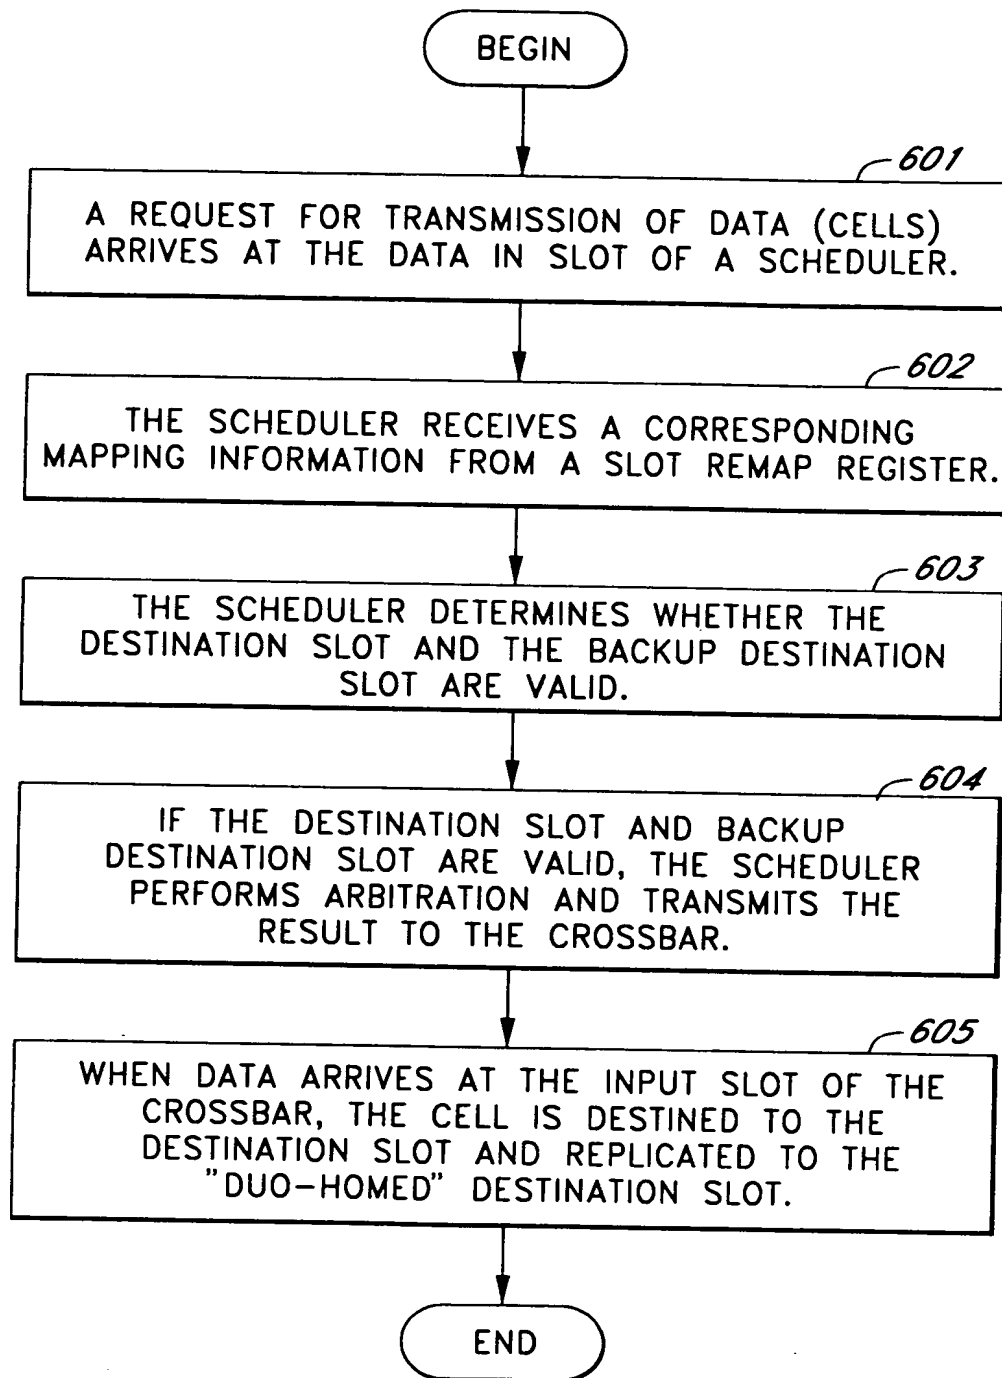 BEGIN
601
A REQUEST FOR TRANSMISSION OF DATA (CELLS)
ARRIVES AT THE DATA IN SLOT OF A SCHEDULER.
602
THE SCHEDULER RECEIVES A CORRESPONDING
MAPPING INFORMATION FROM A SLOT REMAP REGISTER.
603
THE SCHEDULER DETERMINES WHETHER THE
DESTINATION SLOT AND THE BACKUP DESTINATION
SLOT ARE VALID.
604
IF THE DESTINATION SLOT AND BACKUP
DESTINATION SLOT ARE VALID, THE SCHEDULER
PERFORMS ARBITRATION AND TRANSMITS THE
RESULT TO THE CROSSBAR.
605
WHEN DATA ARRIVES AT THE INPUT SLOT OF THE
CROSSBAR, THE CELL IS DESTINED TO THE
DESTINATION SLOT AND REPLICATED TO THE
"DUO-HOMED" DESTINATION SLOT.
END